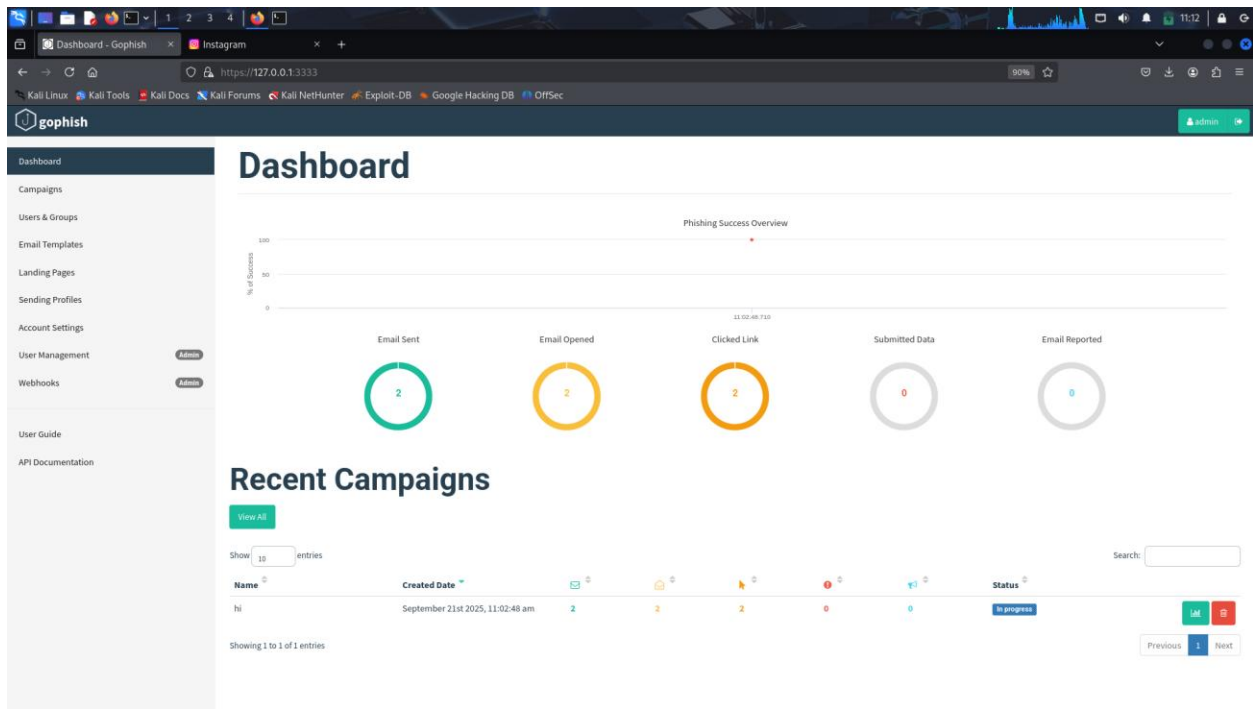 1 2 3 4 11:12
Dashboard - Gophish Instagram
https://127.0.0.1:3333 90%
Kali Linux Kali Tools Kali Docs Kali Forums Kali NetHunter Exploit-DB Google Hacking DB OffSec
gophish admin
Dashboard
Campaigns
Users & Groups
Email Templates
Landing Pages
Sending Profiles
Account Settings
User Management Admin
Webhooks Admin
User Guide
API Documentation
Dashboard
Phishing Success Overview
% of Success
100
50
0
11:02:48.710
Email Sent Email Opened Clicked Link Submitted Data Email Reported
2 2 2 0 0
Recent Campaigns
View All
Show 10 entries Search:
Name Created Date Status
hi September 21st 2025, 11:02:48 am 2 2 2 0 0 In progress
Showing 1 to 1 of 1 entries Previous 1 Next